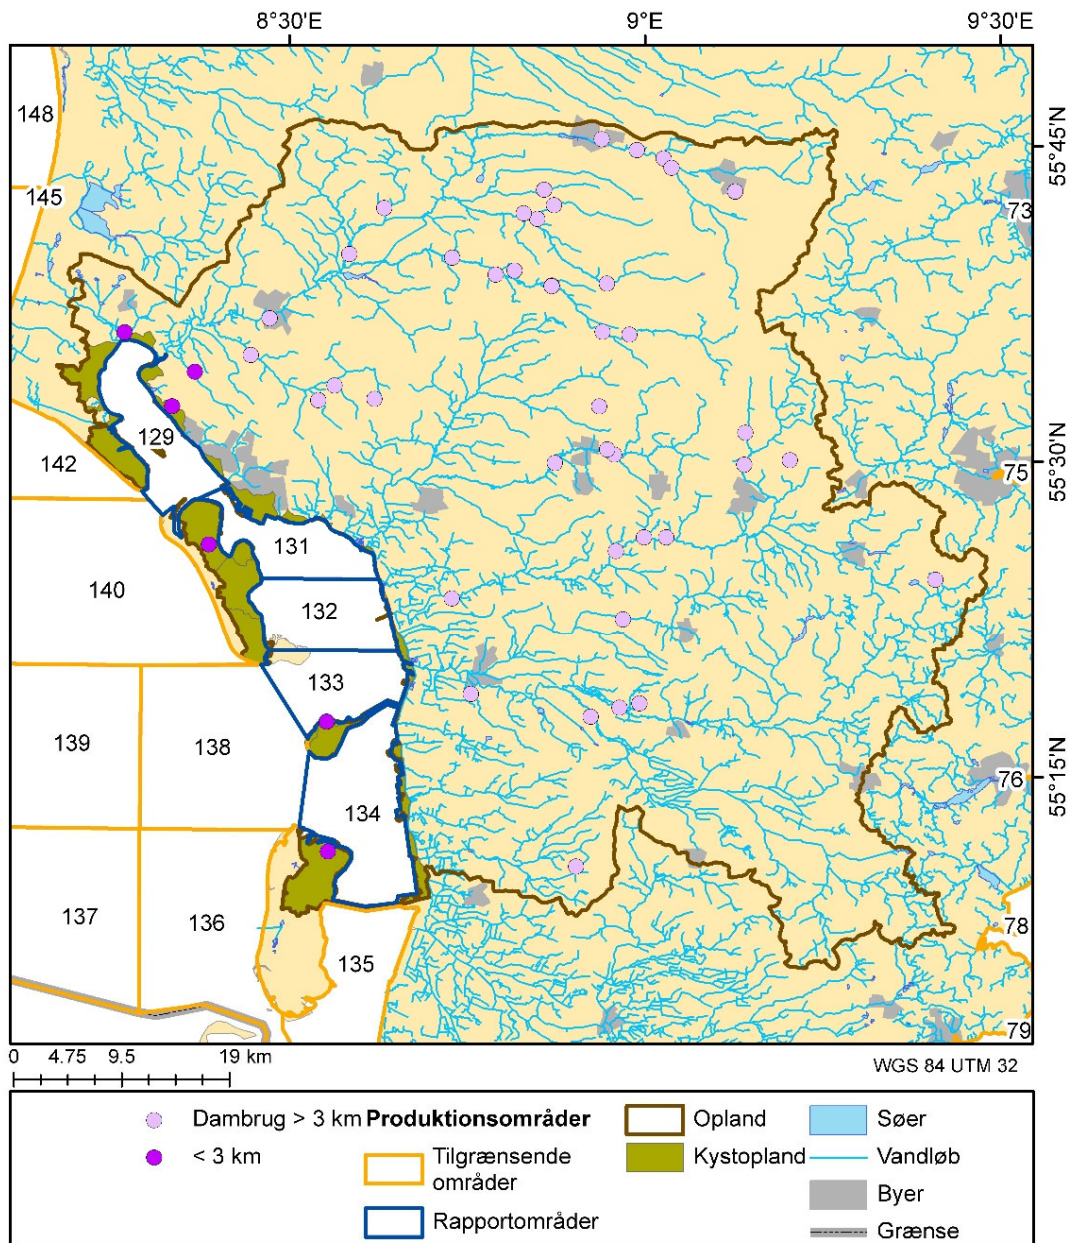 8°30'E 9°E 9°30'E
148
55°45'N
145
73
129
142
55°30'N
75
131
140
132
133
139
138
76
55°15'N
134
137
136
78
135
79
0 4.75 9.5 19 km
WGS 84 UTM 32
Dambrug > 3 km
< 3 km
Produktionsområder
Tilgrænsende
områder
Rapportområder
Opland
Kystopland
Søer
Vandløb
Byer
Grænse